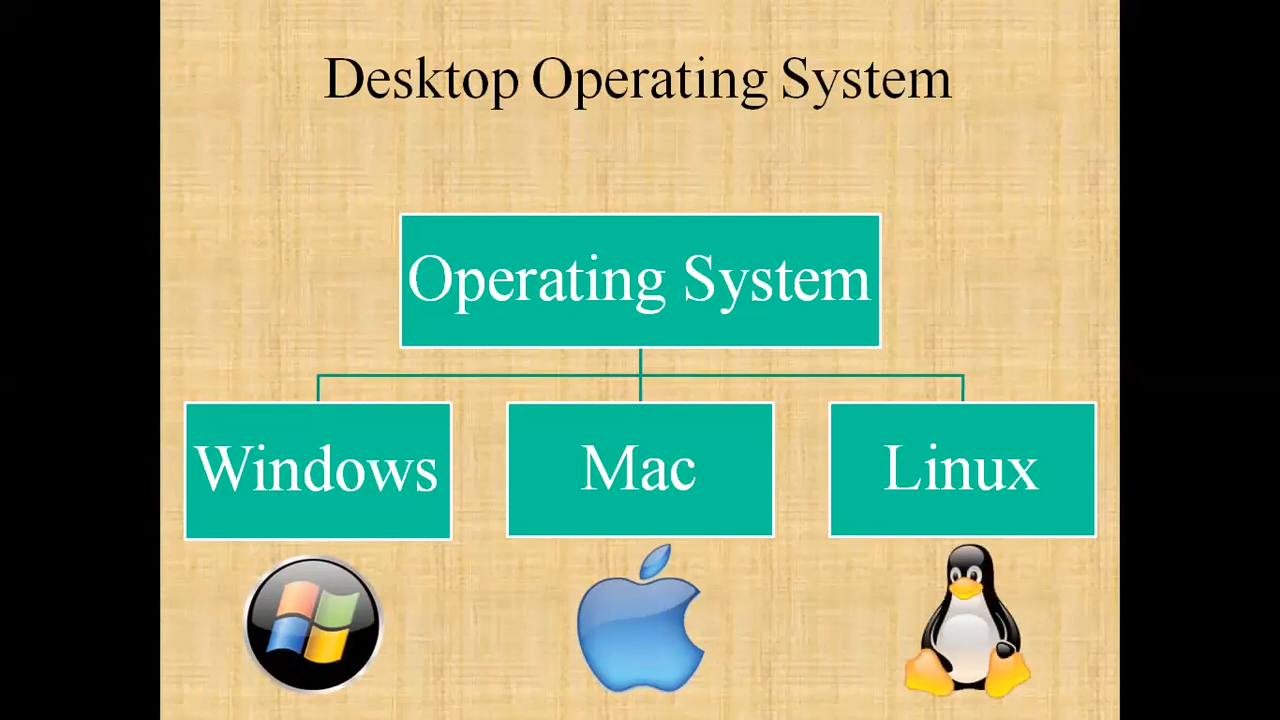 Desktop Operating System
Operating System
Windows
Mac
Linux